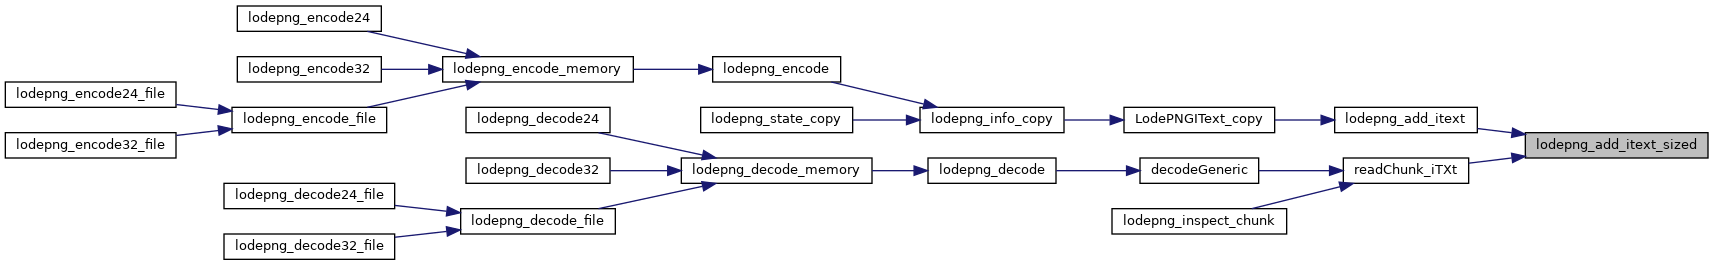 lodepng_encode24
lodepng_encode32
lodepng_encode_memory
lodepng_encode
lodepng_encode24_file
lodepng_encode_file
lodepng_encode32_file
lodepng_decode24
lodepng_state_copy
lodepng_info_copy
LodePNGIText_copy
lodepng_add_itext
lodepng_add_itext_sized
lodepng_decode32
lodepng_decode_memory
lodepng_decode
decodeGeneric
readChunk_iTXt
lodepng_decode24_file
lodepng_decode_file
lodepng_inspect_chunk
lodepng_decode32_file